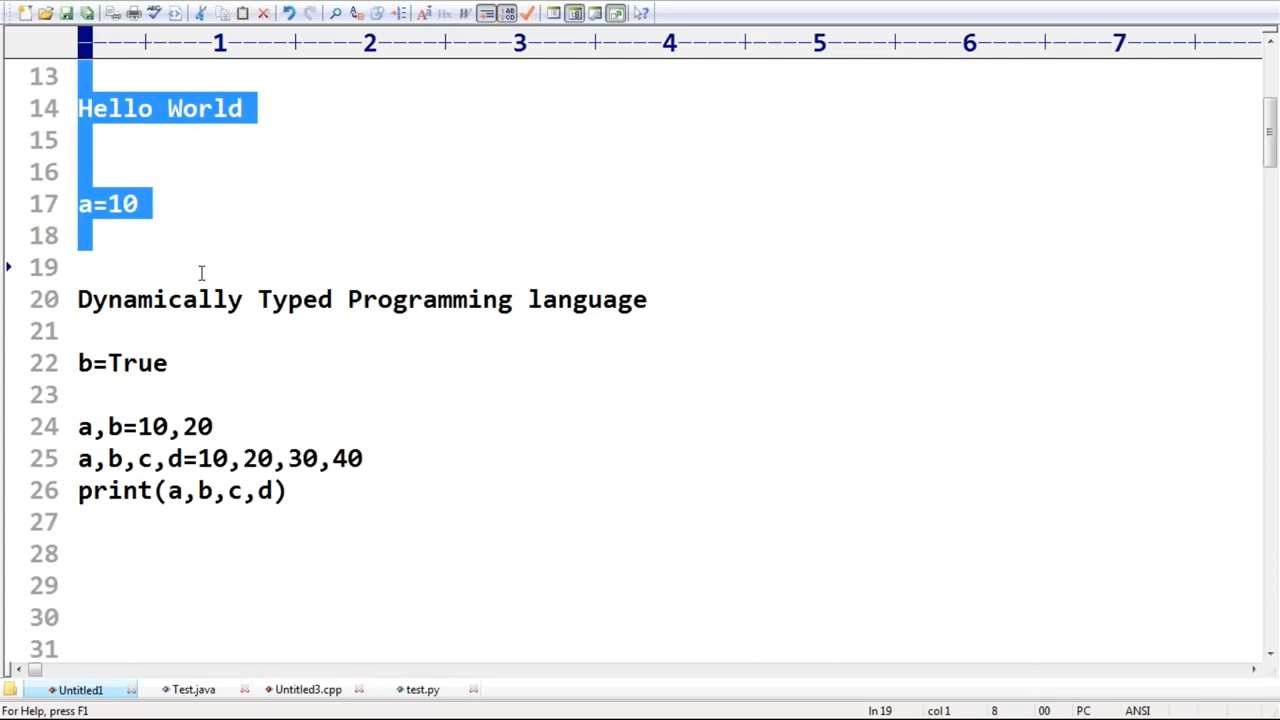 1 2 3 4 5 6 7
13
14 Hello World
15
16
17 a=10
18
19
20 Dynamically Typed Programming language
21
22 b=True
23
24 a,b=10,20
25 a,b,c,d=10,20,30,40
26 print(a,b,c,d)
27
28
29
30
31
Untitled1 Test.java Untitled3.cpp test.py
For Help, press F1 ln 19 col 1 8 00 PC ANSI